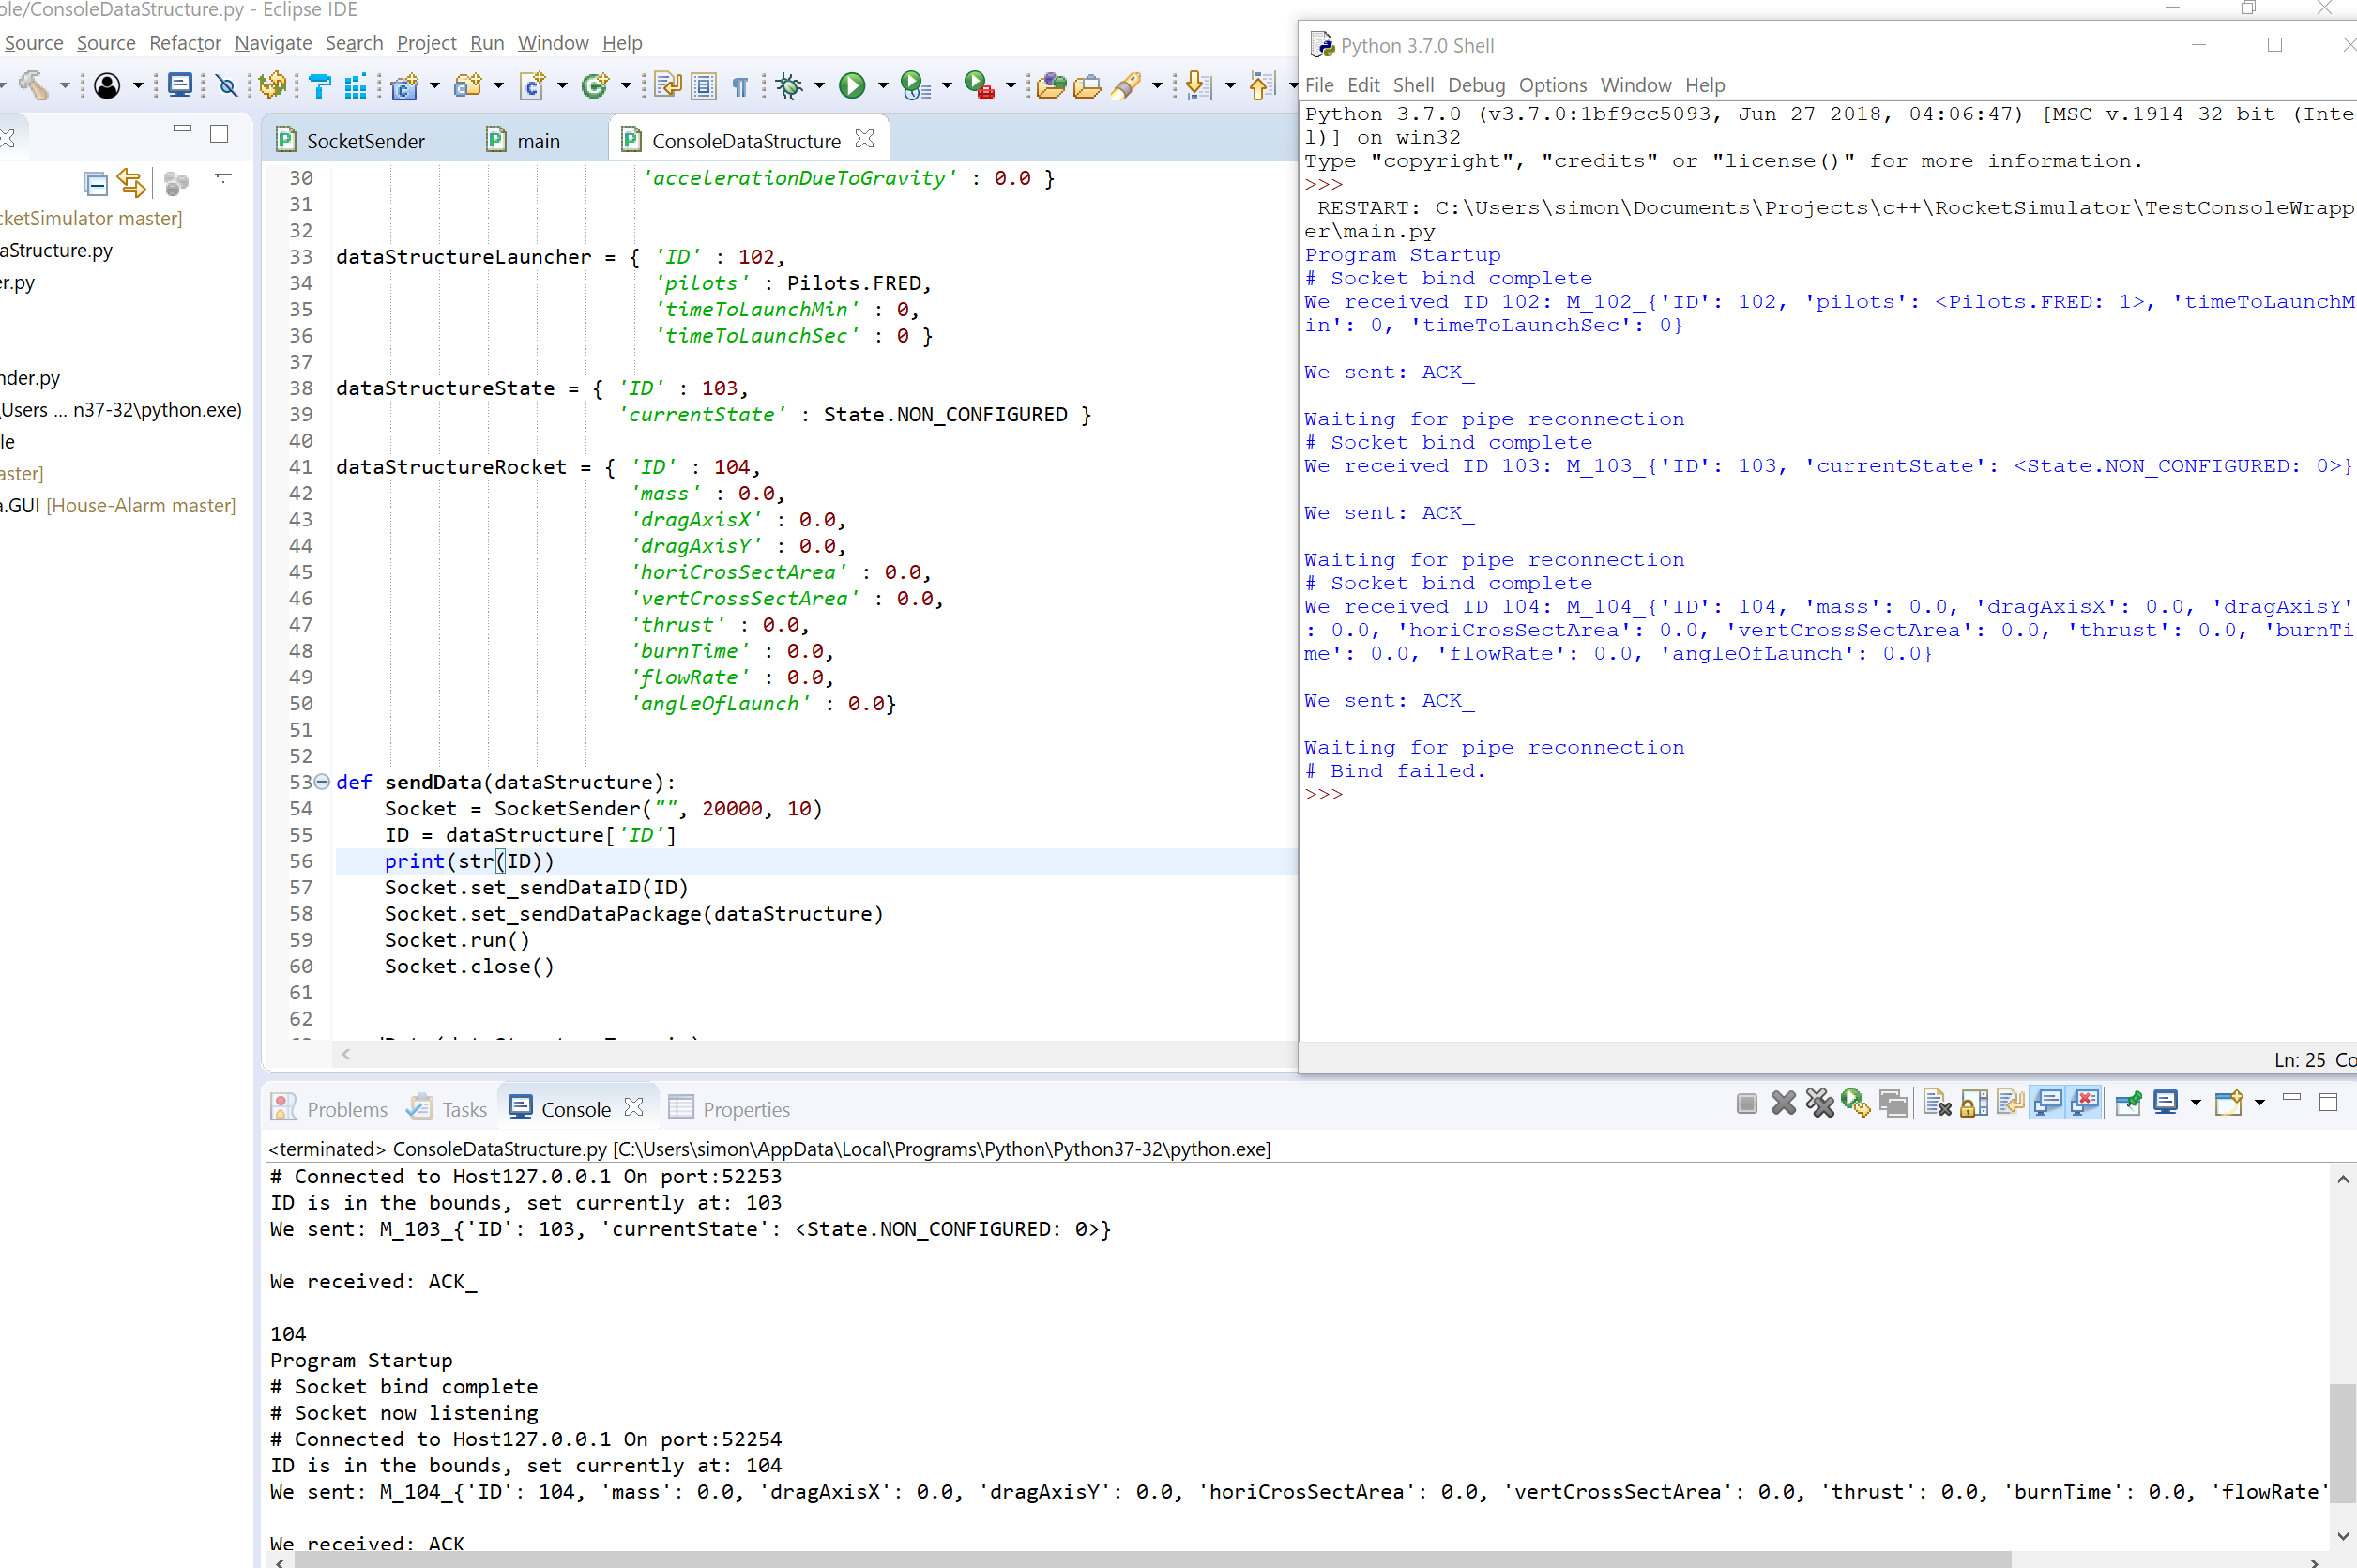 ole/ConsoleDataStructure.py - Eclipse IDE
Source Source Refactor Navigate Search Project Run Window Help
cketSimulator master]
aStructure.py
er.py
nder.py
Users ... n37-32\python.exe)
le
aster]
a.GUI [House-Alarm master]
SocketSender main ConsoleDataStructure
30 'accelerationDueToGravity' : 0.0 }
31
32
33 dataStructureLauncher = { 'ID' : 102,
34 'pilots' : Pilots.FRED,
35 'timeToLaunchMin' : 0,
36 'timeToLaunchSec' : 0 }
37
38 dataStructureState = { 'ID' : 103,
39 'currentState' : State.NON_CONFIGURED }
40
41 dataStructureRocket = { 'ID' : 104,
42 'mass' : 0.0,
43 'dragAxisX' : 0.0,
44 'dragAxisY' : 0.0,
45 'horiCrosSectArea' : 0.0,
46 'vertCrossSectArea' : 0.0,
47 'thrust' : 0.0,
48 'burnTime' : 0.0,
49 'flowRate' : 0.0,
50 'angleOfLaunch' : 0.0}
51
52
53 def sendData(dataStructure):
54 Socket = SocketSender("", 20000, 10)
55 ID = dataStructure['ID']
56 print(str(ID))
57 Socket.set_sendDataID(ID)
58 Socket.set_sendDataPackage(dataStructure)
59 Socket.run()
60 Socket.close()
61
62
Python 3.7.0 Shell
File Edit Shell Debug Options Window Help
Python 3.7.0 (v3.7.0:1bf9cc5093, Jun 27 2018, 04:06:47) [MSC v.1914 32 bit (Inte
l)] on win32
Type "copyright", "credits" or "license()" for more information.
>>>
RESTART: C:\Users\simon\Documents\Projects\c++\RocketSimulator\TestConsoleWrapp
er\main.py
Program Startup
# Socket bind complete
We received ID 102: M_102_{'ID': 102, 'pilots': <Pilots.FRED: 1>, 'timeToLaunchM
in': 0, 'timeToLaunchSec': 0}
We sent: ACK_
Waiting for pipe reconnection
# Socket bind complete
We received ID 103: M_103_{'ID': 103, 'currentState': <State.NON_CONFIGURED: 0>}
We sent: ACK_
Waiting for pipe reconnection
# Socket bind complete
We received ID 104: M_104_{'ID': 104, 'mass': 0.0, 'dragAxisX': 0.0, 'dragAxisY'
: 0.0, 'horiCrosSectArea': 0.0, 'vertCrossSectArea': 0.0, 'thrust': 0.0, 'burnTi
me': 0.0, 'flowRate': 0.0, 'angleOfLaunch': 0.0}
We sent: ACK_
Waiting for pipe reconnection
# Bind failed.
>>>
Ln: 25 Co
Problems Tasks Console Properties
<terminated> ConsoleDataStructure.py [C:\Users\simon\AppData\Local\Programs\Python\Python37-32\python.exe]
# Connected to Host127.0.0.1 On port:52253
ID is in the bounds, set currently at: 103
We sent: M_103_{'ID': 103, 'currentState': <State.NON_CONFIGURED: 0>}
We received: ACK_
104
Program Startup
# Socket bind complete
# Socket now listening
# Connected to Host127.0.0.1 On port:52254
ID is in the bounds, set currently at: 104
We sent: M_104_{'ID': 104, 'mass': 0.0, 'dragAxisX': 0.0, 'dragAxisY': 0.0, 'horiCrosSectArea': 0.0, 'vertCrossSectArea': 0.0, 'thrust': 0.0, 'burnTime': 0.0, 'flowRate'
We received: ACK